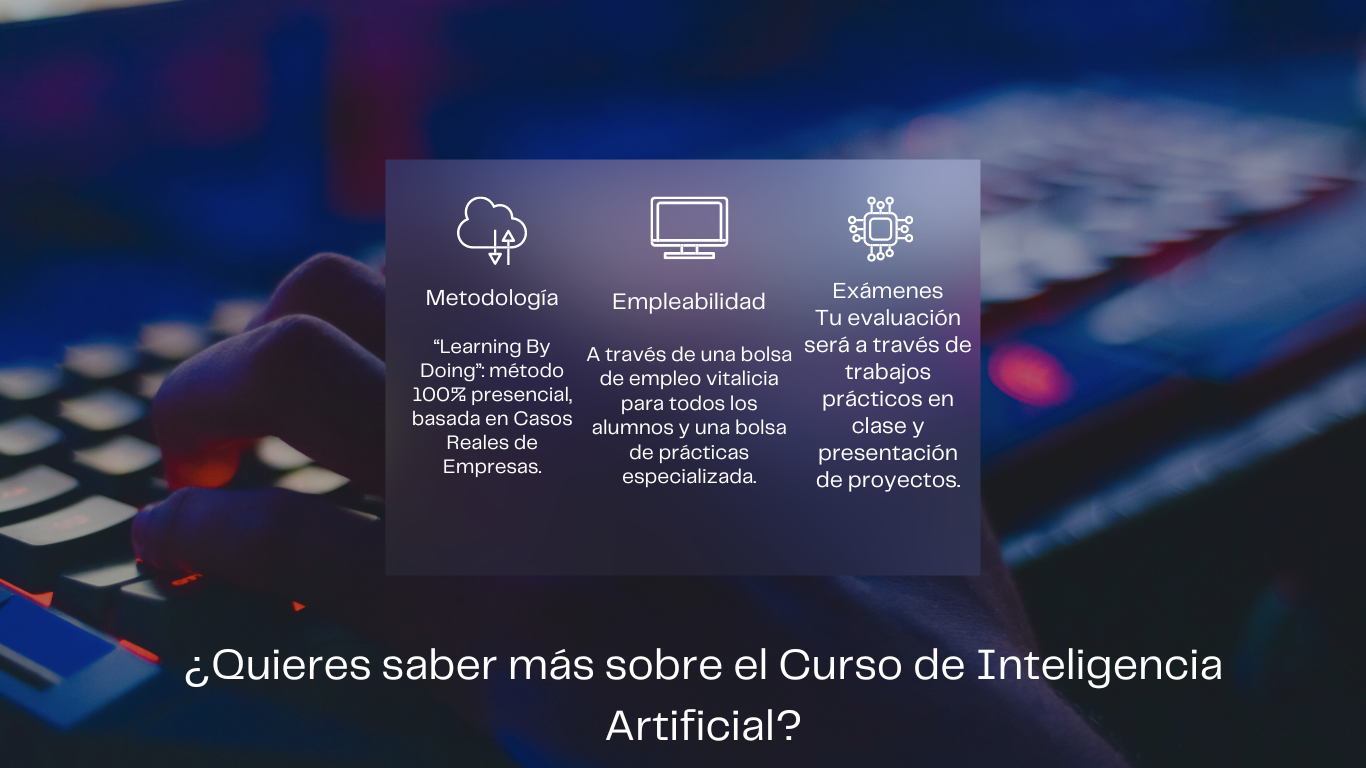 Metodología
“Learning By
Doing”: método
100% presencial,
basada en Casos
Reales de
Empresas.
Empleabilidad
A través de una bolsa
de empleo vitalicia
para todos los
alumnos y una bolsa
de prácticas
especializada.
Exámenes
Tu evaluación
será a través de
trabajos
prácticos en
clase y
presentación
de proyectos.
¿Quieres saber más sobre el Curso de Inteligencia
Artificial?